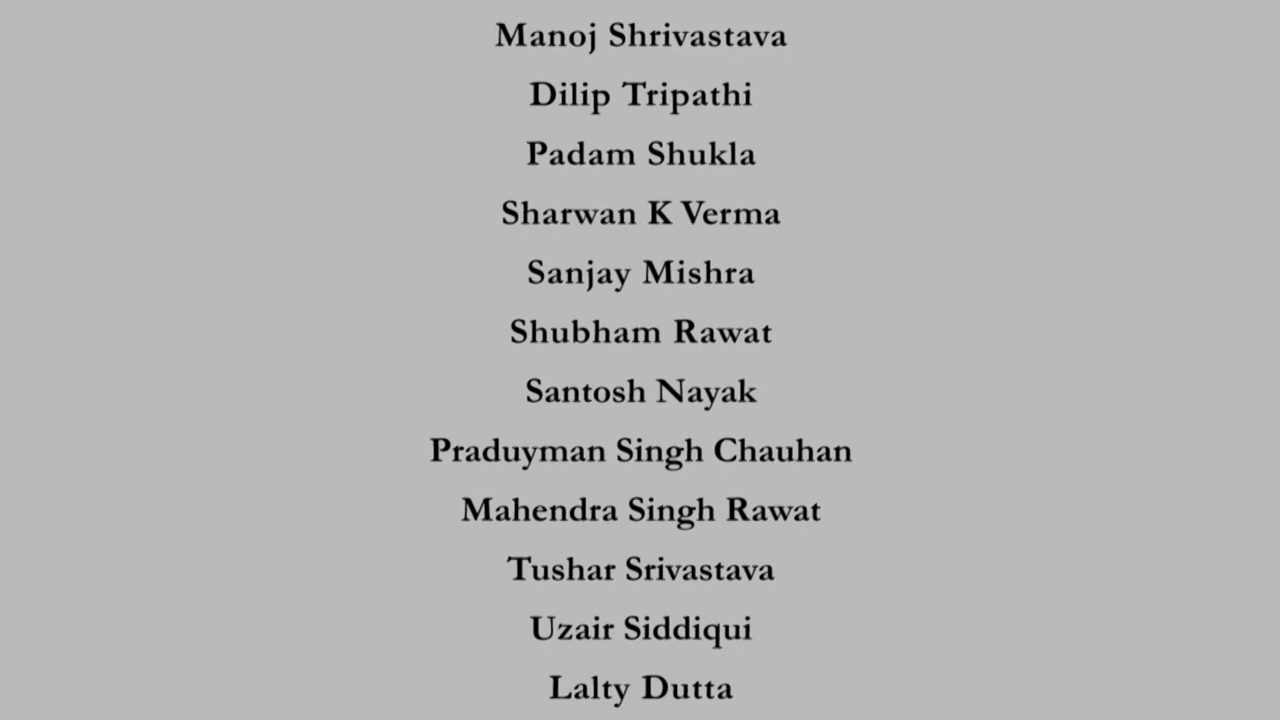 Manoj Shrivastava
Dilip Tripathi
Padam Shukla
Sharwan K Verma
Sanjay Mishra
Shubham Rawat
Santosh Nayak
Praduyman Singh Chauhan
Mahendra Singh Rawat
Tushar Srivastava
Uzair Siddiqui
Lalty Dutta